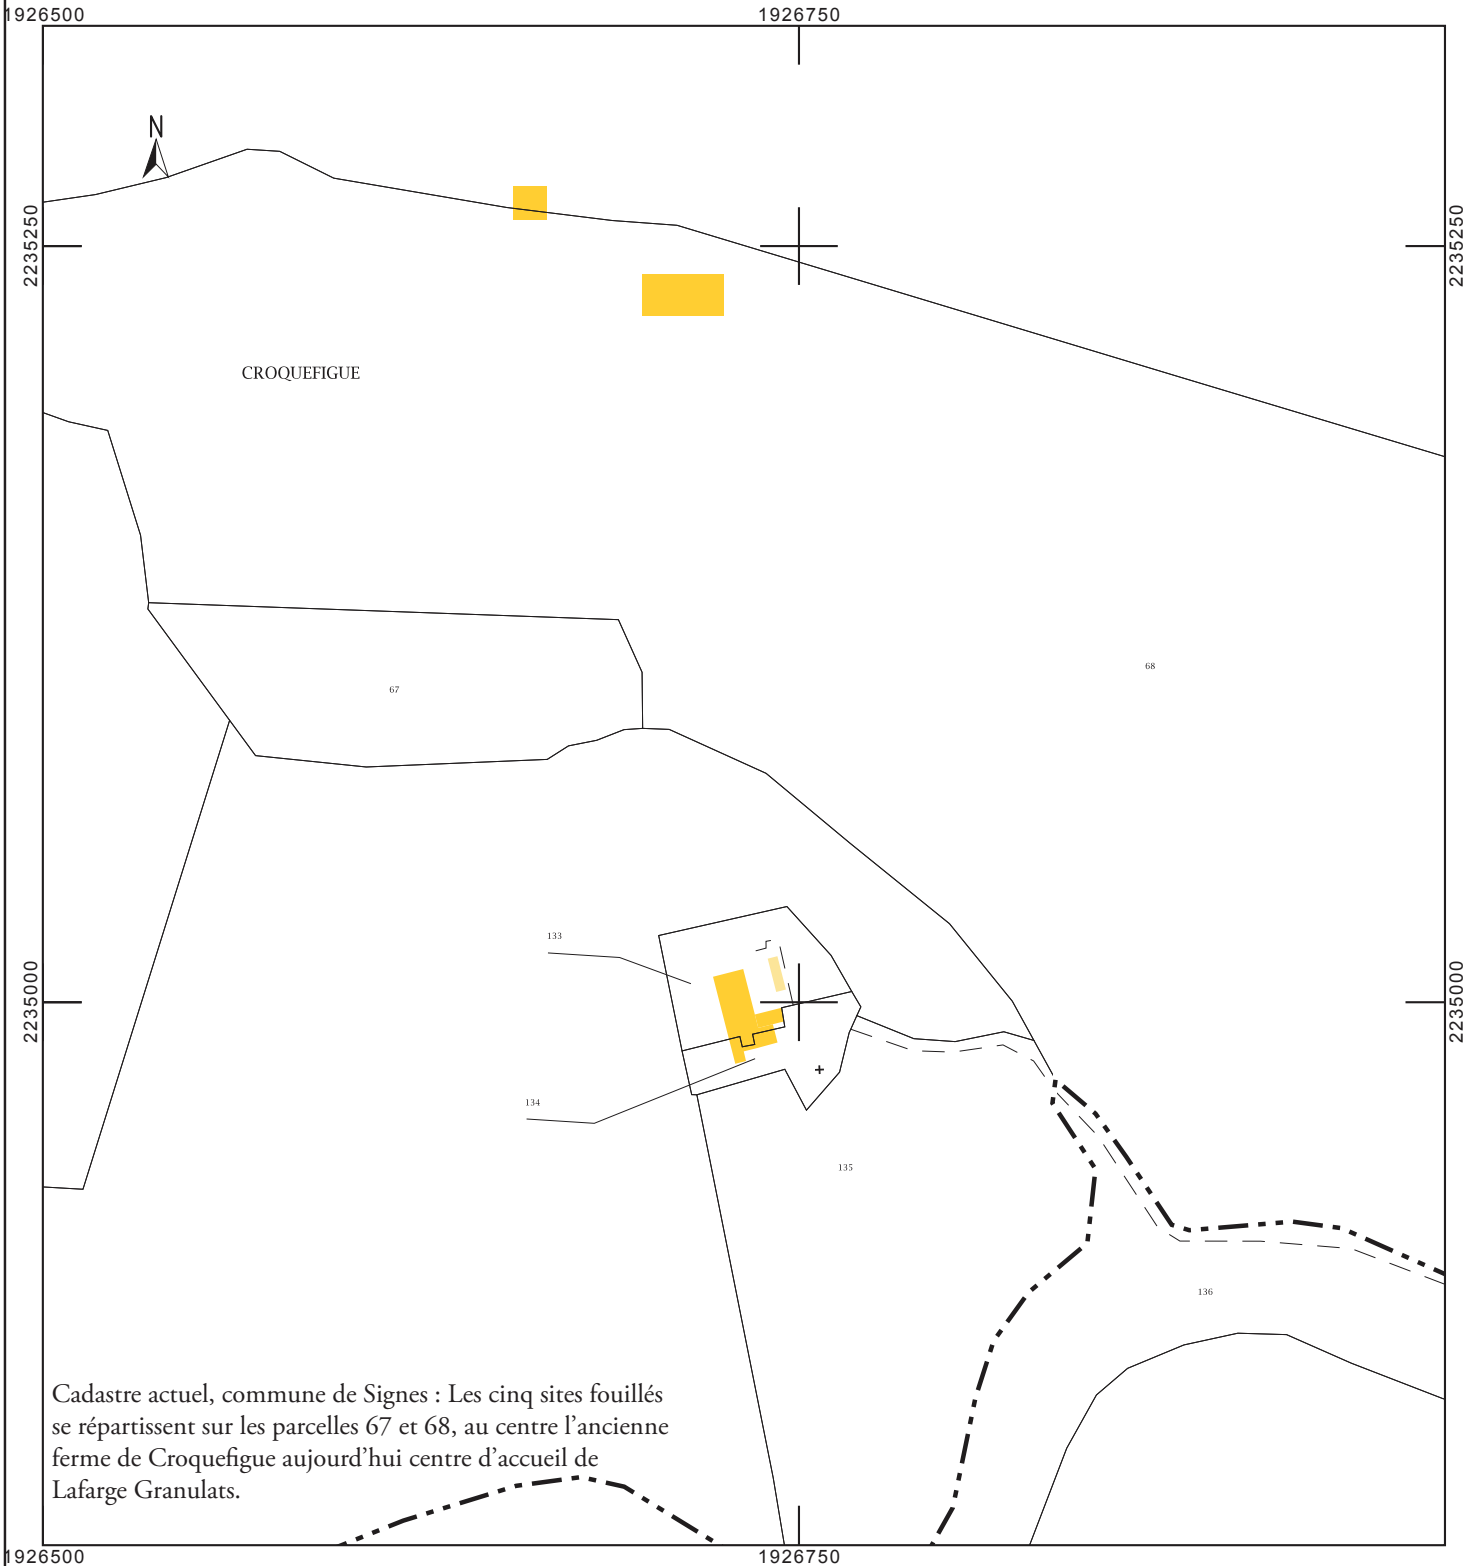 1926500
1926750
N
2235250
2235250
CROQUEFIGUE
68
67
133
2235000
2235000
134
135
136
Cadastre actuel, commune de Signes : Les cinq sites fouillés
se répartissent sur les parcelles 67 et 68, au centre l’ancienne
ferme de Croquefigue aujourd’hui centre d’accueil de
Lafarge Granulats.
1926500
1926750